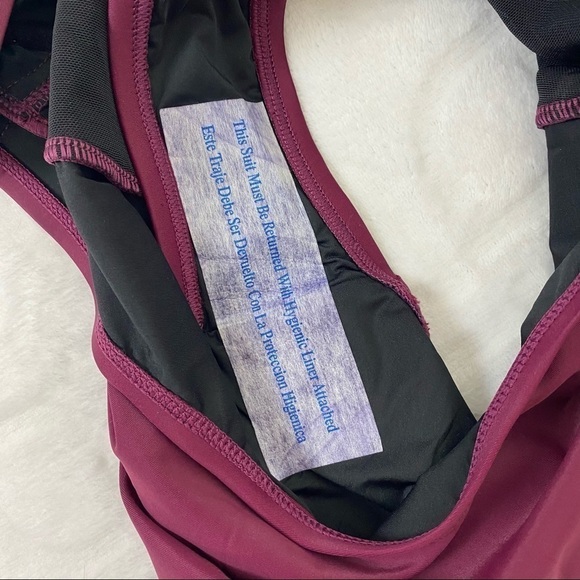 This Suit Must Be Returned With Hygienic Liner Attached
Este Traje Debe Ser Devuelto Con La Proteccion Higienica